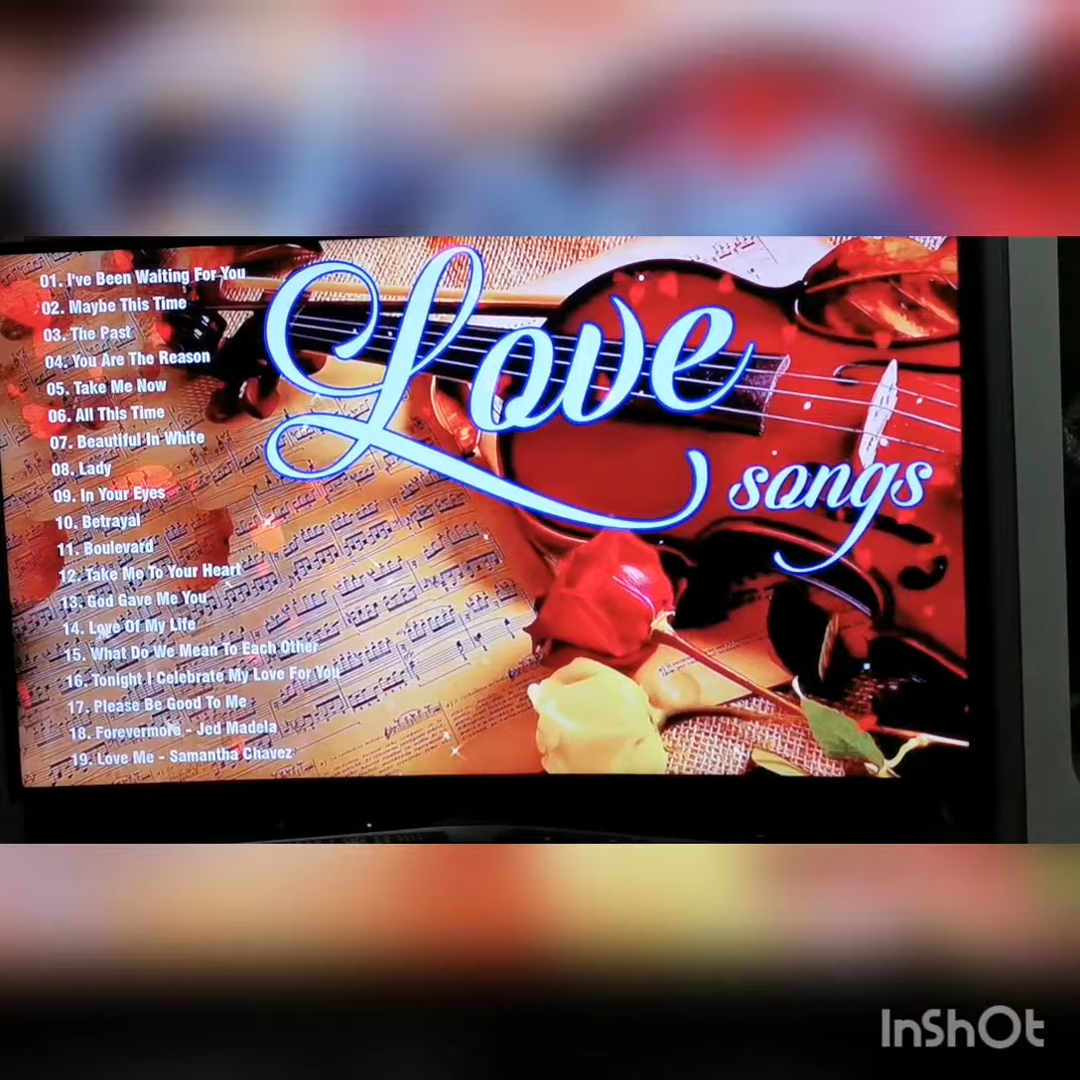 01. I've Been Waiting For You
02. Maybe This Time
03. The Past
04. You Are The Reason
05. Take Me Now
06. All This Time
07. Beautiful In White
08. Lady
09. In Your Eyes
10. Betrayal
11. Boulevard
12. Take Me To Your Heart
13. God Gave Me You
14. Love Of My Life
15. What Do We Mean To Each Other
16. Tonight I Celebrate My Love For You
17. Please Be Good To Me
18. Forevermore - Jed Madela
19. Love Me - Samantha Chavez
Love
songs
InShOt